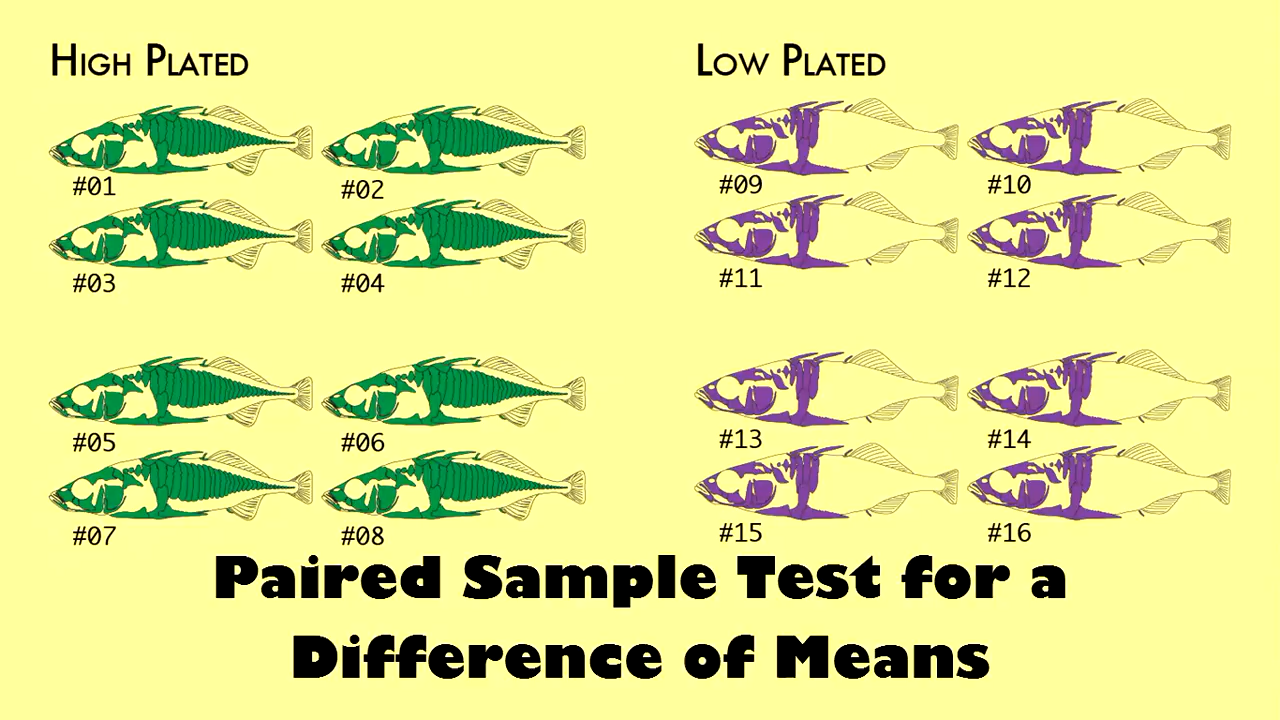 High Plated
#01 #02
#03 #04
#05 #06
#07 #08
Low Plated
#09 #10
#11 #12
#13 #14
#15 #16
Paired Sample Test for a
Difference of Means